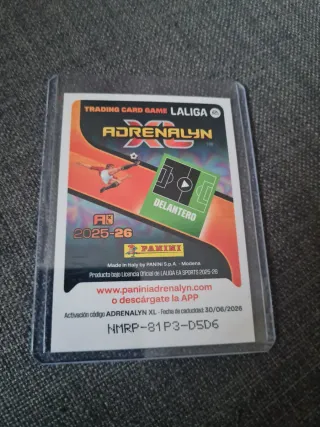 TRADING CARD GAME LALIGA
ADRENALYN
XL
DELANTERO
2025-26
PANINI
Made in Italy by PANINI S.p.A. - Modena
Producto bajo Licencia Oficial de LALIGA EA SPORTS 2025-26
www.paniniadrenalyn.com
o descárgate la APP
Activación código ADRENALYN XL - Fecha de caducidad: 30/06/2026
NMRP-81P3-D5D6